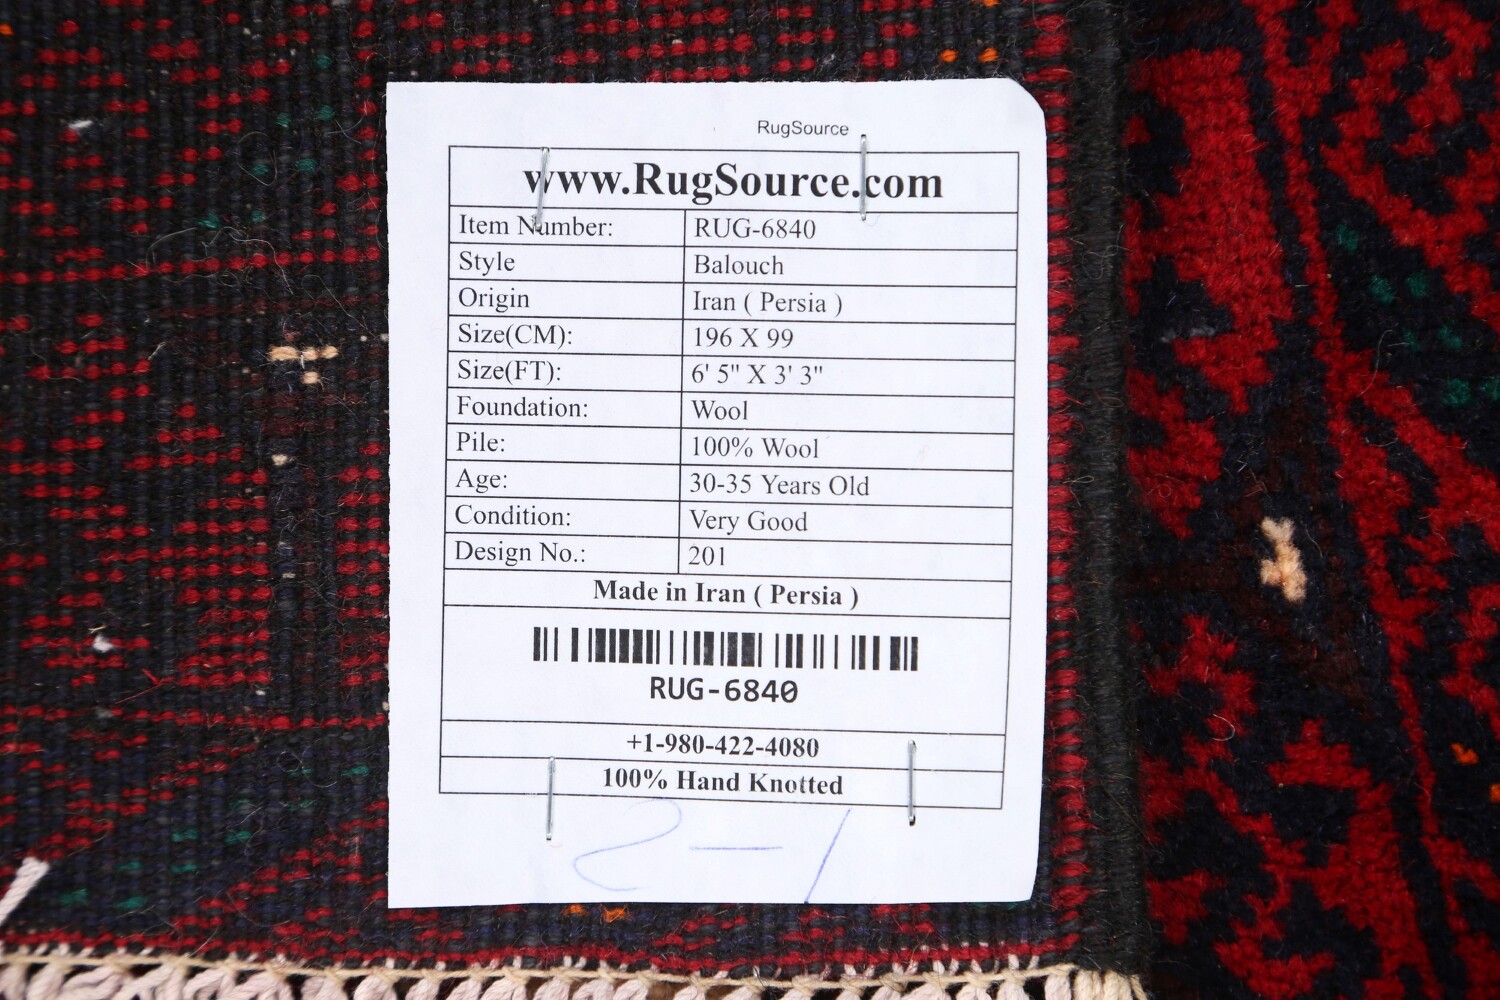 RugSource
www.RugSource.com
Item Number: RUG-6840
Style Balouch
Origin Iran ( Persia )
Size(CM): 196 X 99
Size(FT): 6' 5" X 3' 3"
Foundation: Wool
Pile: 100% Wool
Age: 30-35 Years Old
Condition: Very Good
Design No.: 201
Made in Iran ( Persia )
RUG-6840
+1-980-422-4080
100% Hand Knotted
S-1